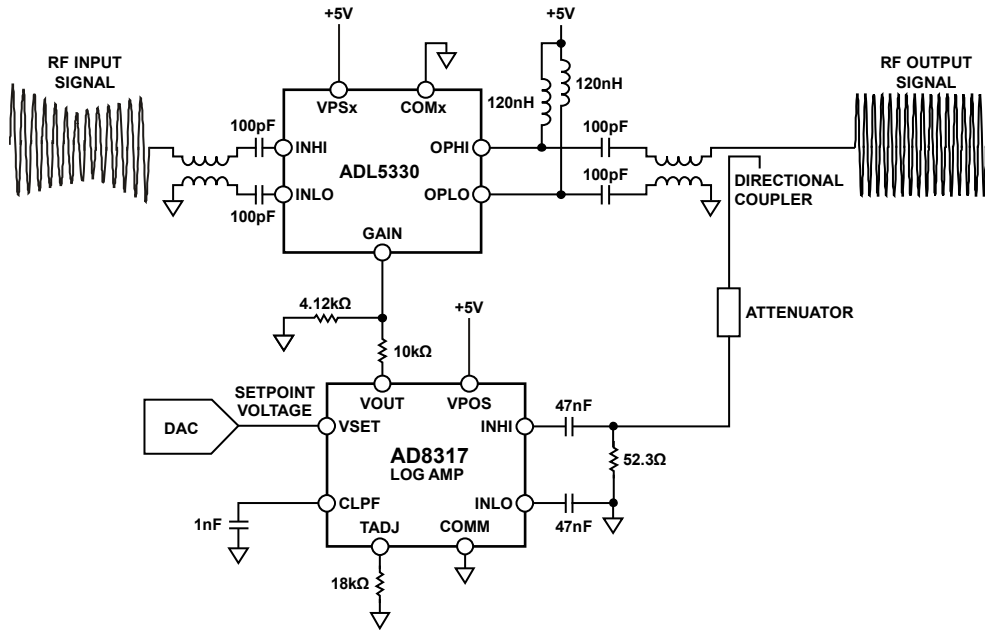 +5V
+5V
RF INPUT
SIGNAL
RF OUTPUT
SIGNAL
VPSx
COMx
120nH
120nH
100pF
100pF
INHI
OPHI
ADL5330
100pF
INLO
OPLO
100pF
DIRECTIONAL
COUPLER
GAIN
4.12kΩ
+5V
ATTENUATOR
10kΩ
SETPOINT
VOLTAGE
VOUT
VPOS
47nF
DAC
VSET
INHI
AD8317
LOG AMP
52.3Ω
CLPF
INLO
1nF
TADJ
COMM
47nF
18kΩ